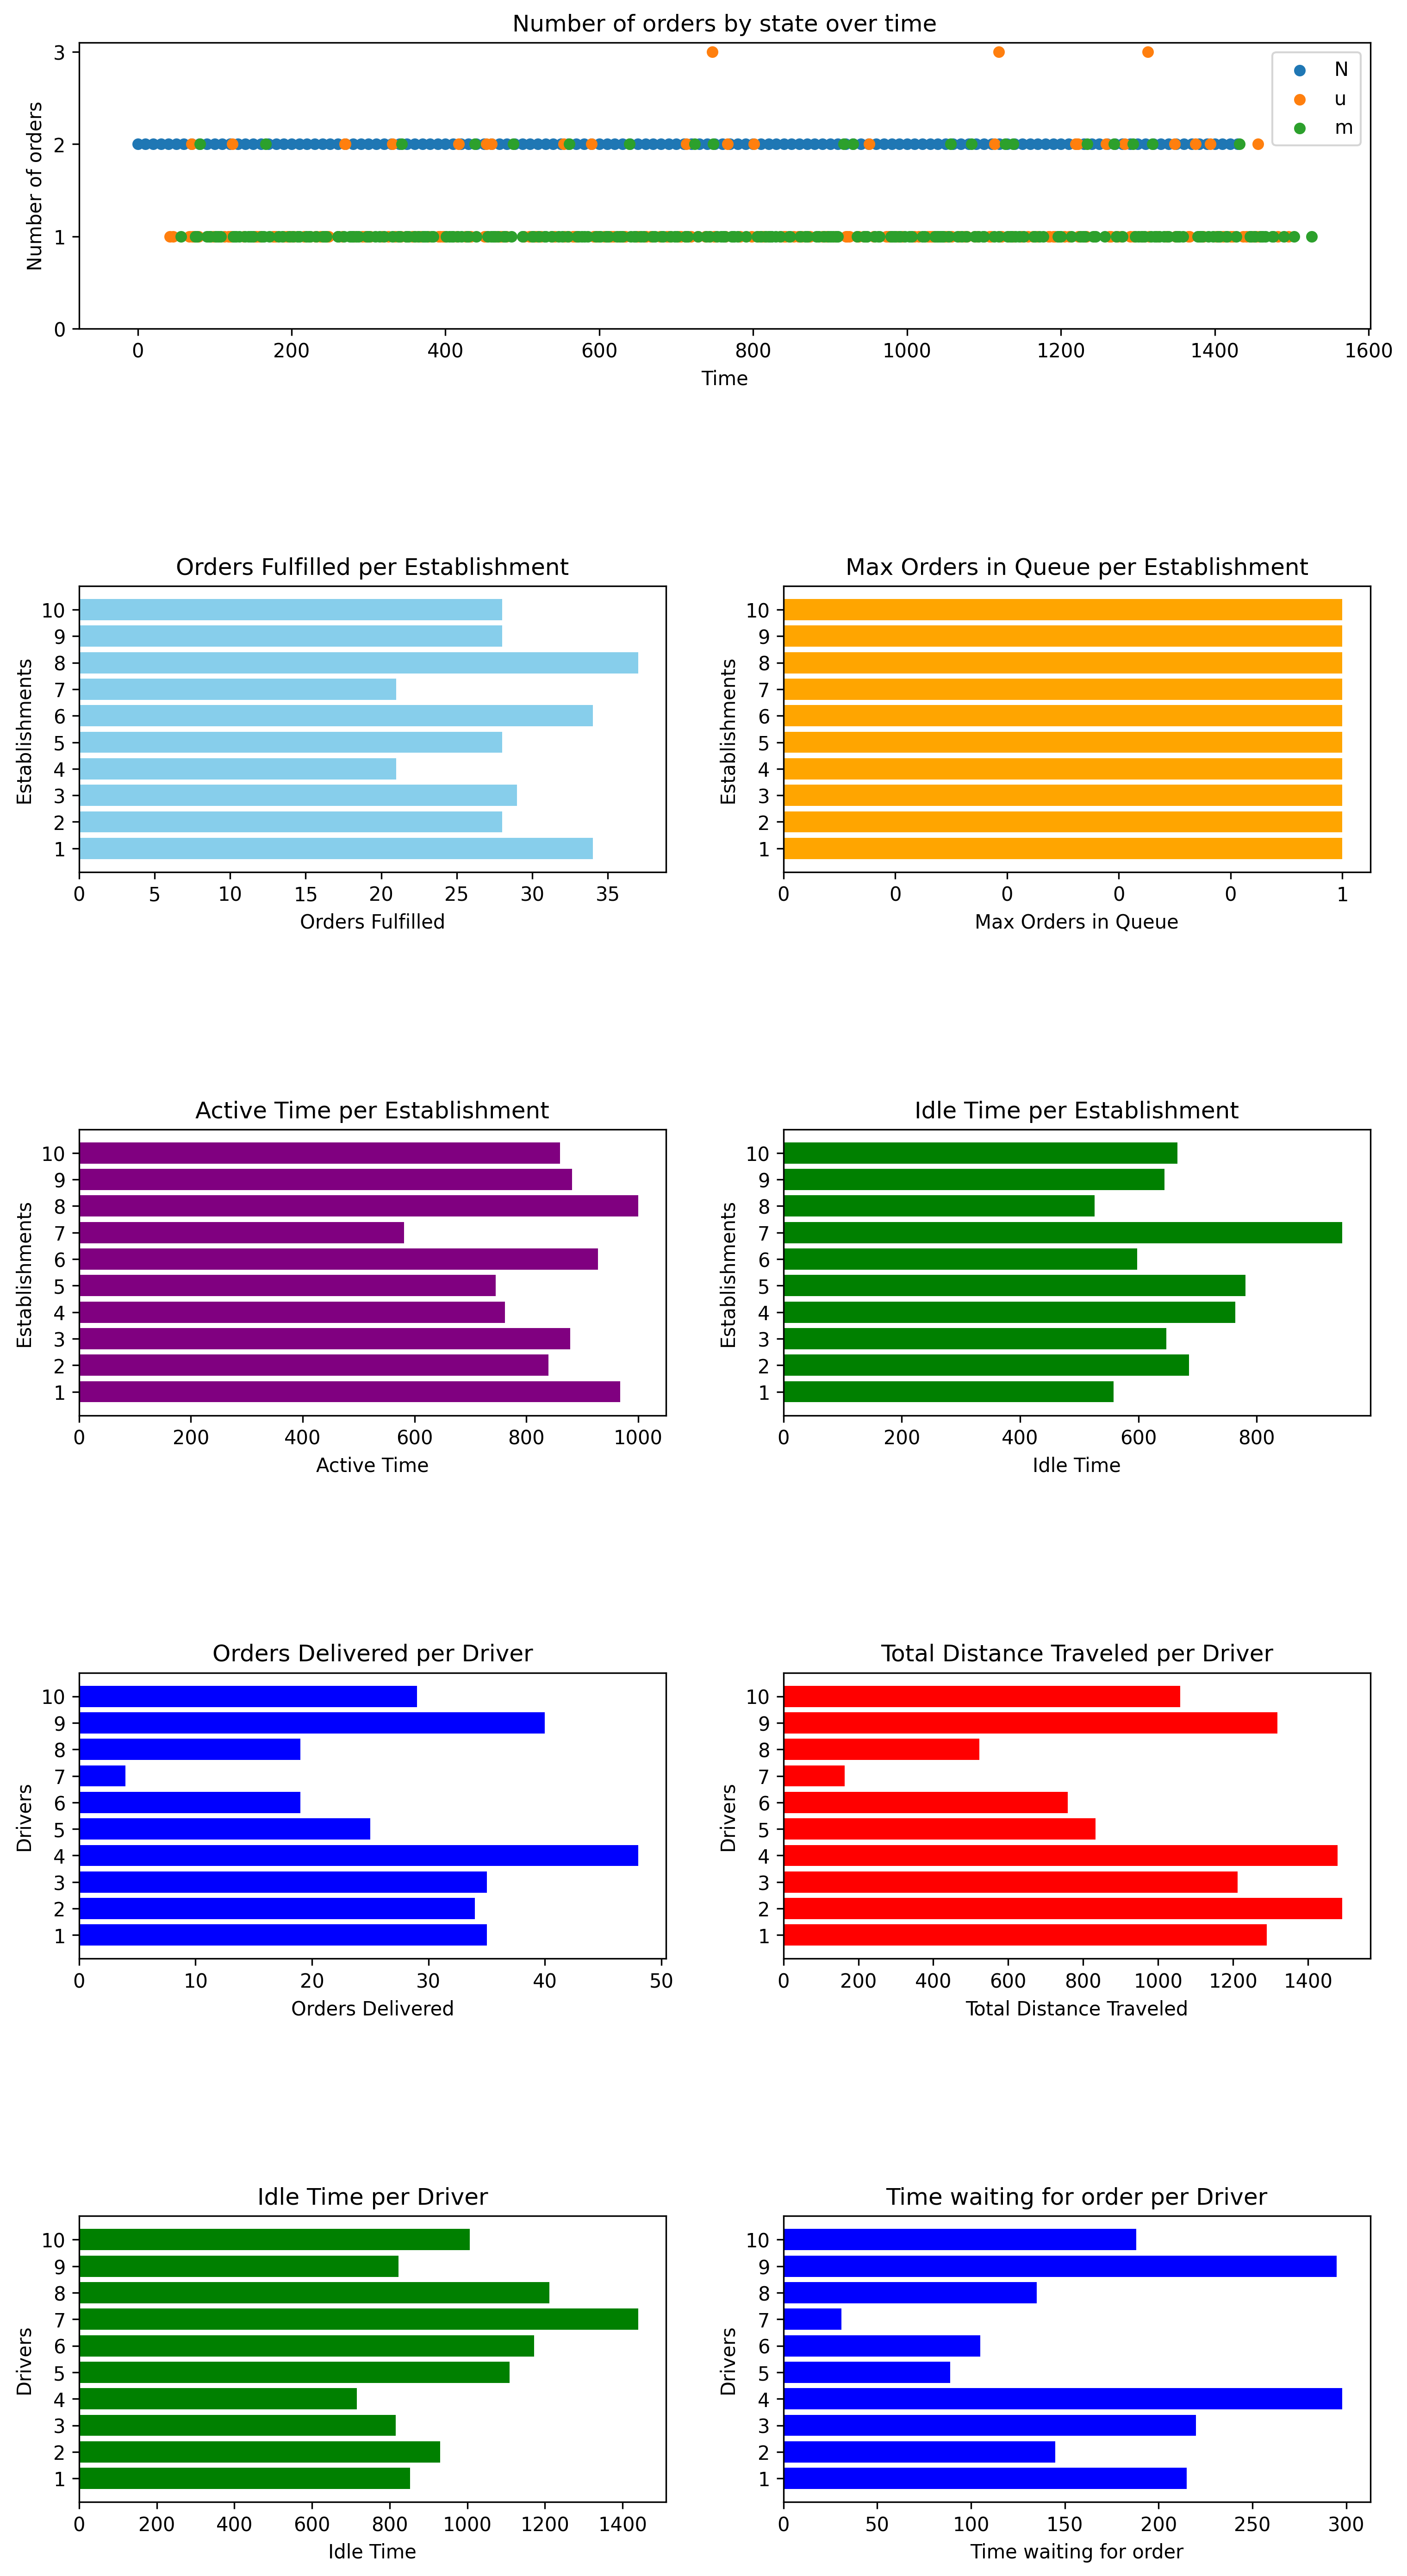 Number of orders by state over time
3
2
1
0
Number of orders
N
u
m
0 200 400 600 800 1000 1200 1400 1600
Time
Orders Fulfilled per Establishment
10
9
8
7
6
5
4
3
2
1
Establishments
0 5 10 15 20 25 30 35
Orders Fulfilled
Max Orders in Queue per Establishment
10
9
8
7
6
5
4
3
2
1
Establishments
0 0 0 0 0 1
Max Orders in Queue
Active Time per Establishment
10
9
8
7
6
5
4
3
2
1
Establishments
0 200 400 600 800 1000
Active Time
Idle Time per Establishment
10
9
8
7
6
5
4
3
2
1
Establishments
0 200 400 600 800
Idle Time
Orders Delivered per Driver
10
9
8
7
6
5
4
3
2
1
Drivers
0 10 20 30 40 50
Orders Delivered
Total Distance Traveled per Driver
10
9
8
7
6
5
4
3
2
1
Drivers
0 200 400 600 800 1000 1200 1400
Total Distance Traveled
Idle Time per Driver
10
9
8
7
6
5
4
3
2
1
Drivers
0 200 400 600 800 1000 1200 1400
Idle Time
Time waiting for order per Driver
10
9
8
7
6
5
4
3
2
1
Drivers
0 50 100 150 200 250 300
Time waiting for order